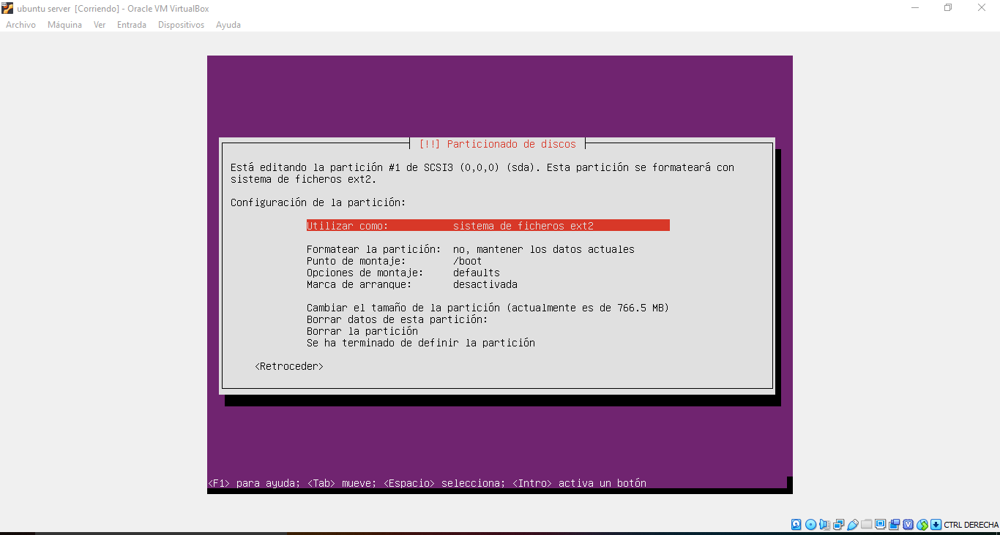 ubuntu server [Corriendo] - Oracle VM VirtualBox
Archivo Máquina Ver Entrada Dispositivos Ayuda
[!!] Particionado de discos
Está editando la partición #1 de SCSI3 (0,0,0) (sda). Esta partición se formateará con
sistema de ficheros ext2.
Configuración de la partición:
Utilizar como: sistema de ficheros ext2
Formatear la partición: no, mantener los datos actuales
Punto de montaje: /boot
Opciones de montaje: defaults
Marca de arranque: desactivada
Cambiar el tamaño de la partición (actualmente es de 766.5 MB)
Borrar datos de esta partición:
Borrar la partición
Se ha terminado de definir la partición
<Retroceder>
<F1> para ayuda; <Tab> mueve; <Espacio> selecciona; <Intro> activa un botón
CTRL DERECHA